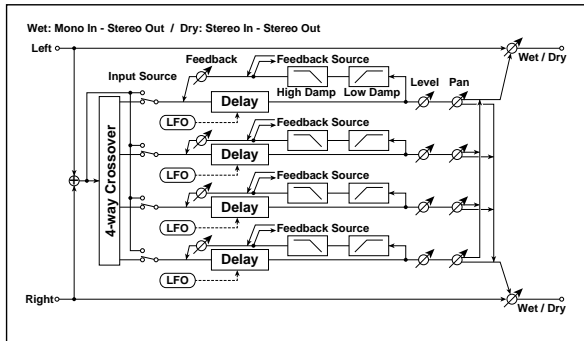 Wet: Mono In - Stereo Out / Dry: Stereo In - Stereo Out
Left
Wet / Dry
Feedback
Feedback Source
Input Source
High Damp
Low Damp
Level
Pan
Delay
LFO
Feedback Source
Delay
LFO
4-way Crossover
Feedback Source
Delay
LFO
Feedback Source
Delay
LFO
Right
Wet / Dry